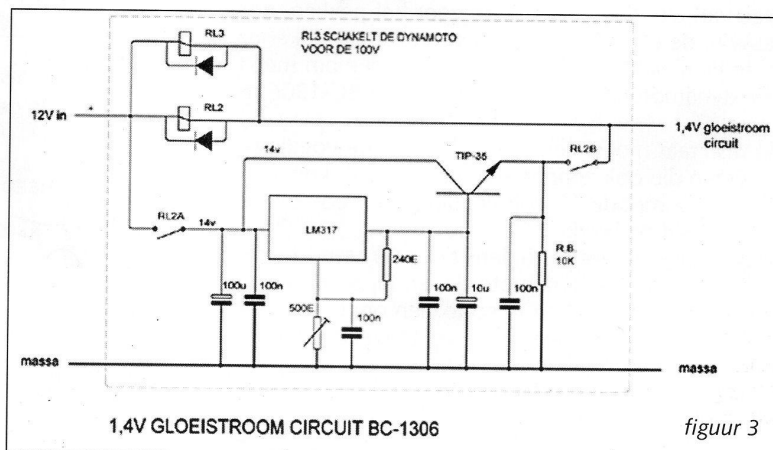 RL3
RL3 SCHAKELT DE DYNAMOTO
VOOR DE 100V
RL2
12V in
+
1,4V gloeistroom
circuit
14v
TIP-35
RL2B
RL2A
14v
LM317
240E
R.B.
10K
100u
100n
500E
100n
100n
10u
100n
massa
massa
1,4V GLOEISTROOM CIRCUIT BC-1306
figuur 3